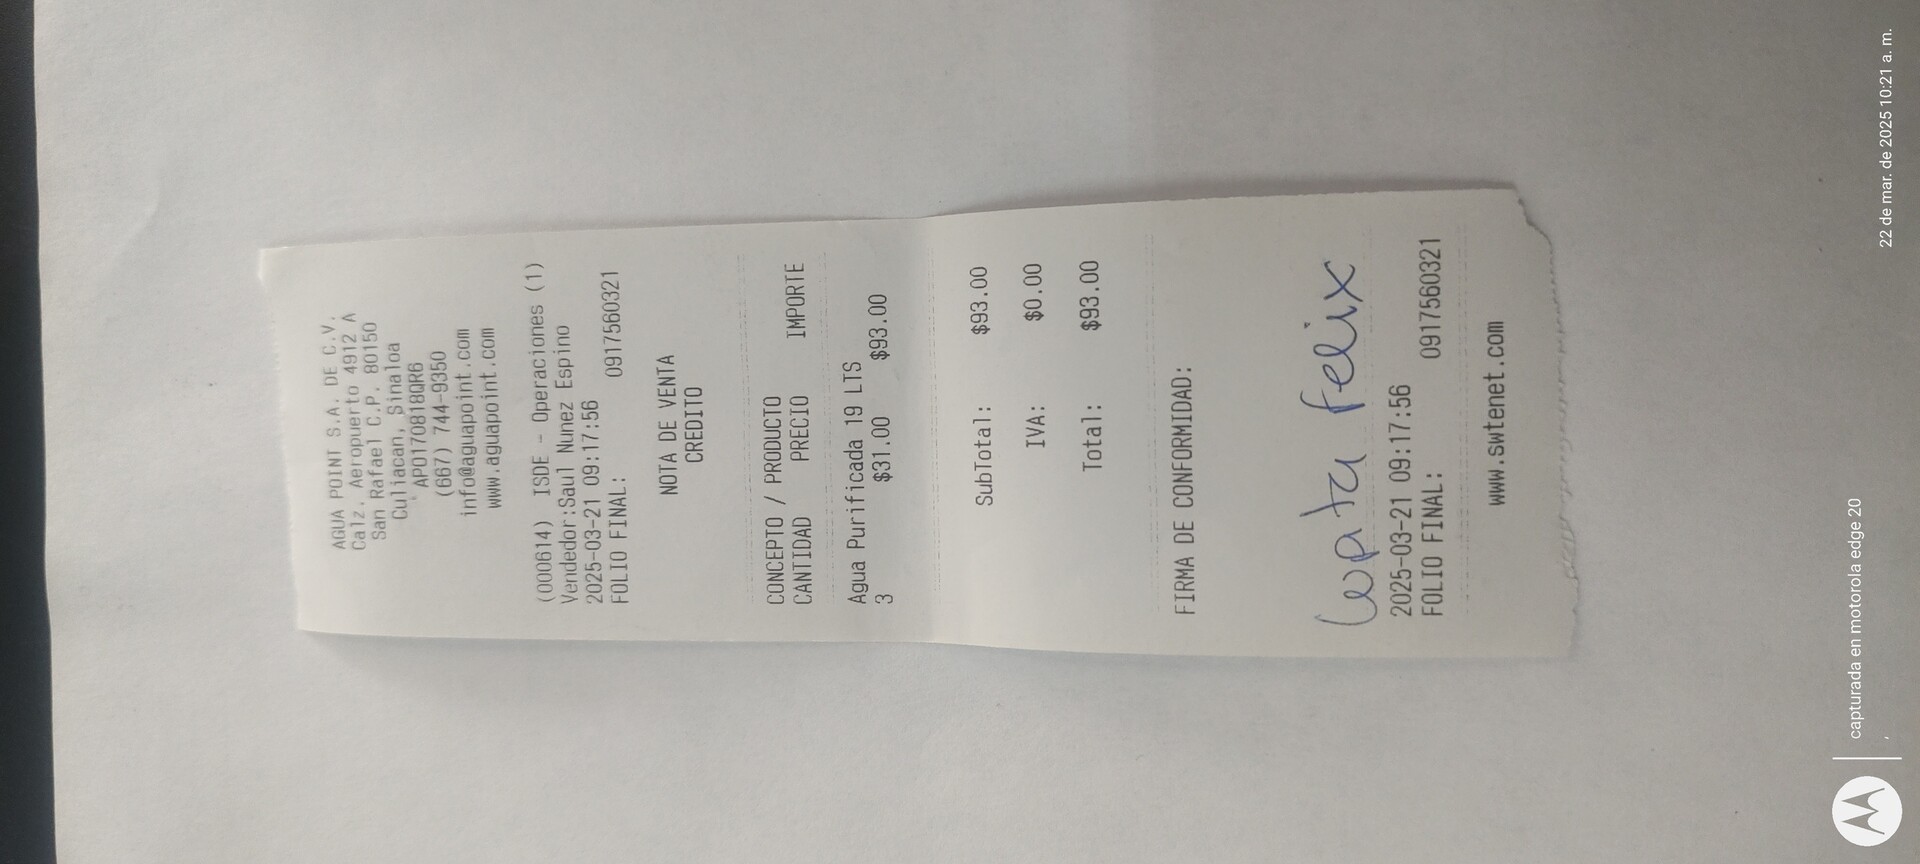 AGUA POINT S.A. DE C.V.
Calz. Aeropuerto 4912 A
San Rafael C.P. 80150
Culiacan, Sinaloa
APO170818QR6
(667) 744-9350
info@aguapoint.com
www.aguapoint.com
(000614) ISDE - Operaciones (1)
Vendedor:Saul Nunez Espino
2025-03-21 09:17:56
FOLIO FINAL: 0917560321
NOTA DE VENTA
CREDITO
CONCEPTO / PRODUCTO
CANTIDAD PRECIO IMPORTE
Agua Purificada 19 LTS
3 $31.00 $93.00
SubTotal: $93.00
IVA: $0.00
Total: $93.00
FIRMA DE CONFORMIDAD:
Felix
2025-03-21 09:17:56
FOLIO FINAL: 0917560321
www.swtenet.com
capturada en motorola edge 20
22 de mar. de 2025 10:21 a. m.